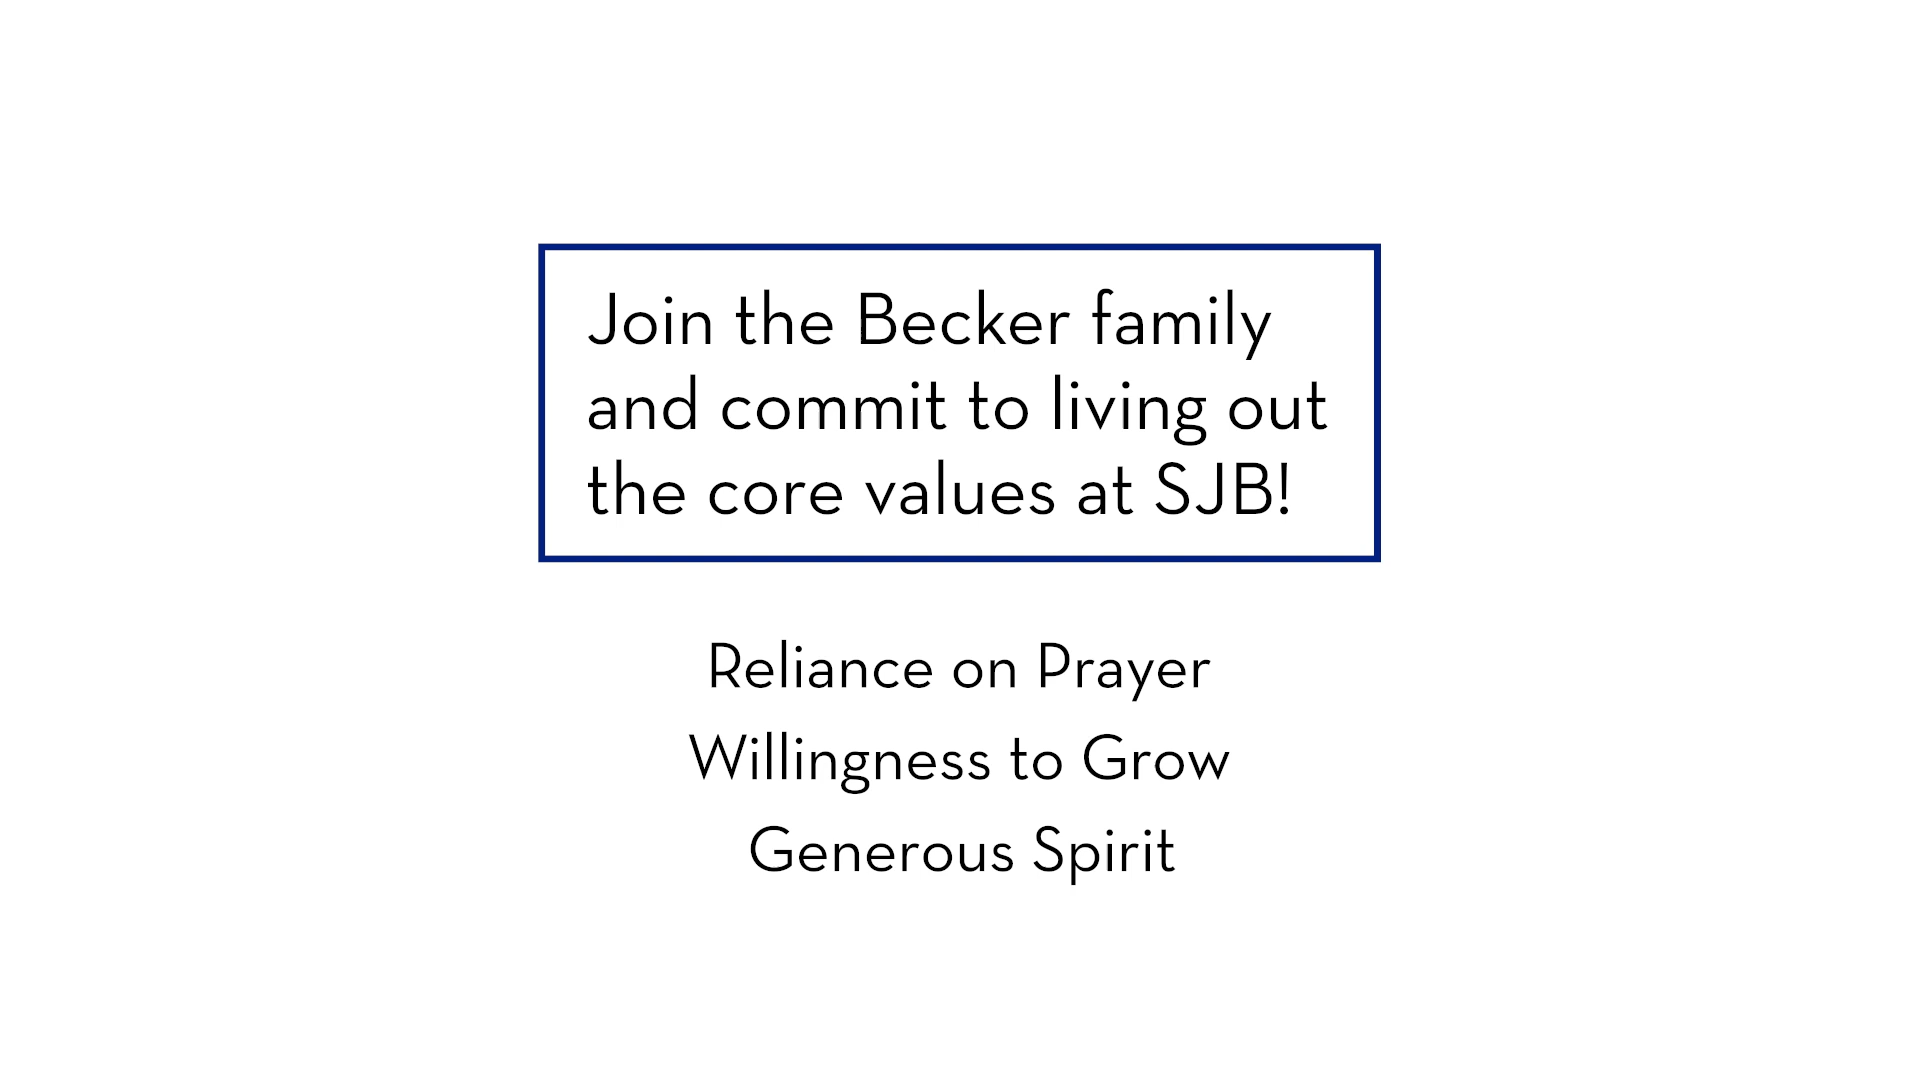 Join the Becker family
and commit to living out
the core values at SJB!
Reliance on Prayer
Willingness to Grow
Generous Spirit